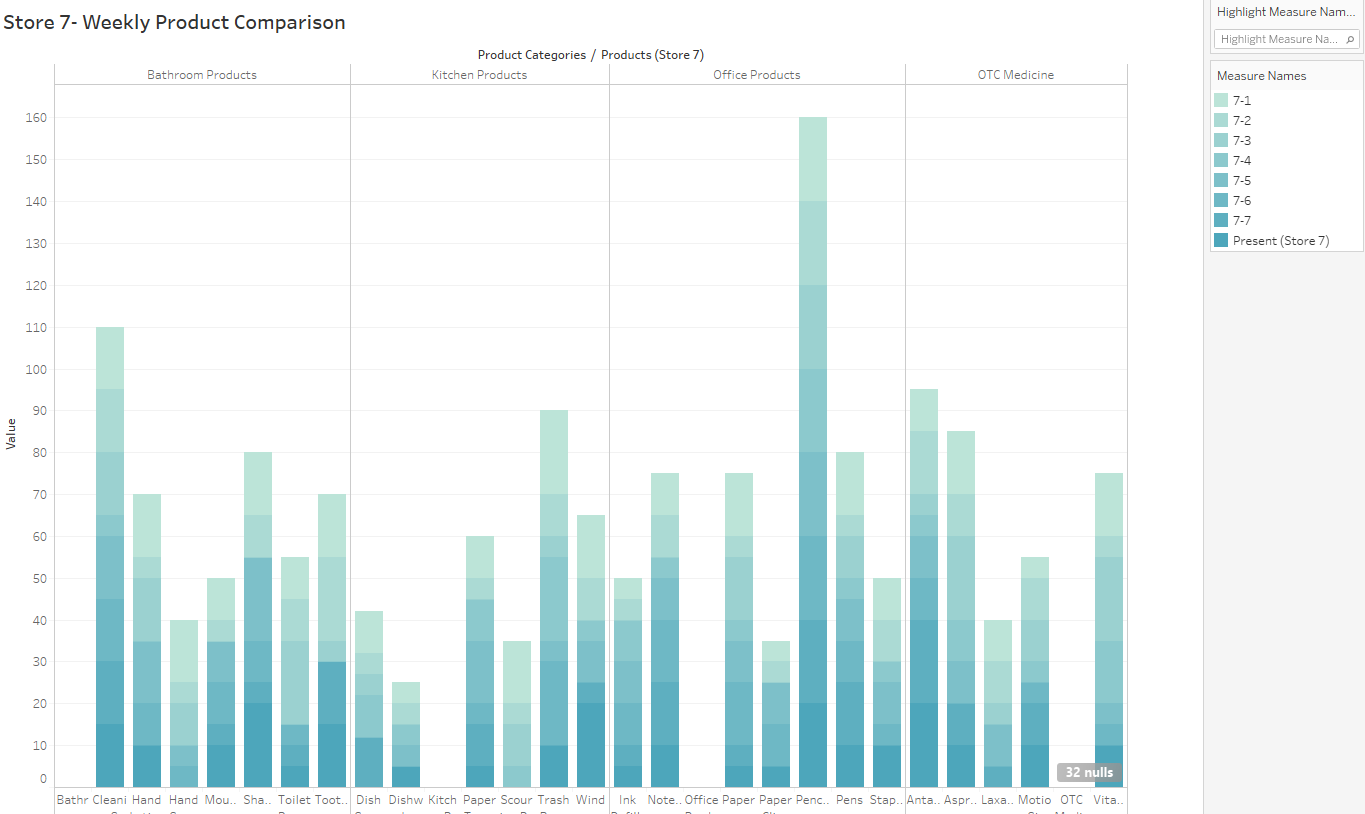 Store 7- Weekly Product Comparison
Highlight Measure Nam...
Highlight Measure Na...
Product Categories / Products (Store 7)
Bathroom Products Kitchen Products Office Products OTC Medicine
Measure Names
7-1
7-2
7-3
7-4
7-5
7-6
7-7
Present (Store 7)
160
150
140
130
120
110
100
90
80
70
60
50
40
30
20
10
0
Value
32 nulls
Bathr Cleani Hand Hand Mou.. Sha.. Toilet Toot.. Dish Dishw Kitch Paper Scour Trash Wind Ink Note.. Office Paper Paper Penc.. Pens Stap.. Anta.. Aspr.. Laxa.. Motio OTC Vita..